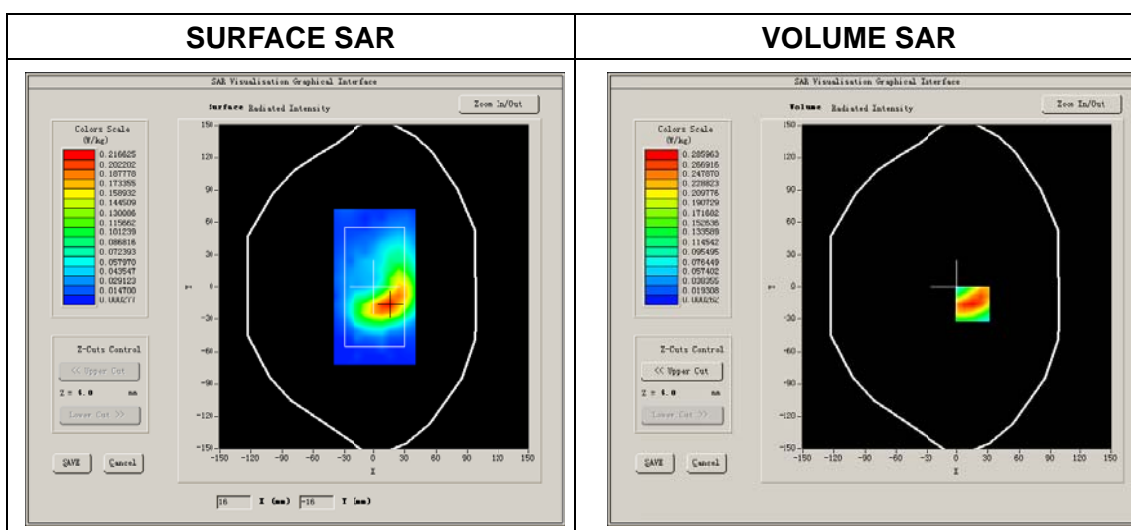 SURFACE SAR
VOLUME SAR
SAR Visualisation Graphical Interface
Surface Radiated Intensity
Zoom In/Out
Colors Scale
(W/kg)
0.216625
0.202202
0.187778
0.173355
0.158932
0.144509
0.130086
0.115662
0.101239
0.086816
0.072393
0.057970
0.043547
0.029123
0.014700
0.000277
150
120
90
60
30
0
-30
-60
-90
-120
-150
Y
-150 -120 -90 -60 -30 0 30 60 90 120 150
X
Z-Cuts Control
<< Upper Cut
Z = 4.0 mm
Lower Cut >>
SAVE Cancel
16 X (mm) -16 Y (mm)
SAR Visualisation Graphical Interface
Volume Radiated Intensity
Zoom In/Out
Colors Scale
(W/kg)
0.285963
0.266916
0.247870
0.228823
0.209776
0.190729
0.171682
0.152636
0.133589
0.114542
0.095495
0.076449
0.057402
0.038355
0.019308
0.000262
150
120
90
60
30
0
-30
-60
-90
-120
-150
Y
-150 -120 -90 -60 -30 0 30 60 90 120 150
X
Z-Cuts Control
<< Upper Cut
Z = 4.0 mm
Lower Cut >>
SAVE Cancel